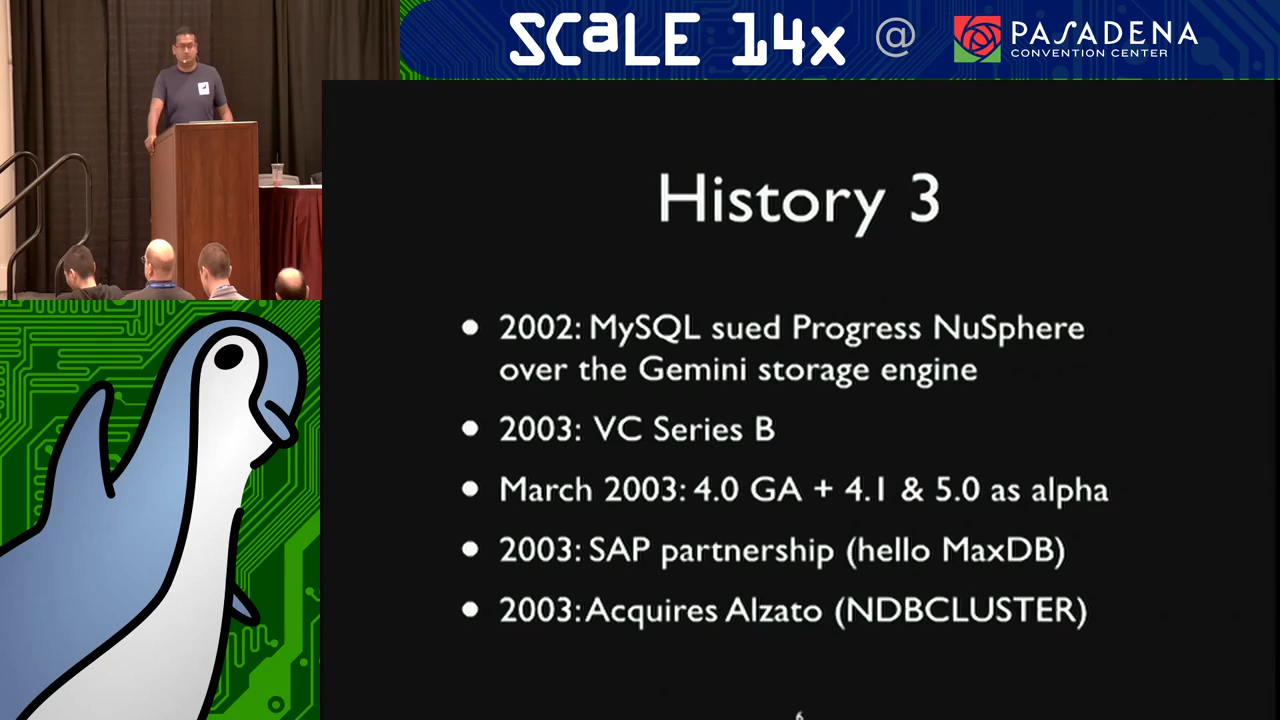 SCaLE 14x @ PASADENA
CONVENTION CENTER
History 3
• 2002: MySQL sued Progress NuSphere
over the Gemini storage engine
• 2003: VC Series B
• March 2003: 4.0 GA + 4.1 & 5.0 as alpha
• 2003: SAP partnership (hello MaxDB)
• 2003: Acquires Alzato (NDBCLUSTER)
6